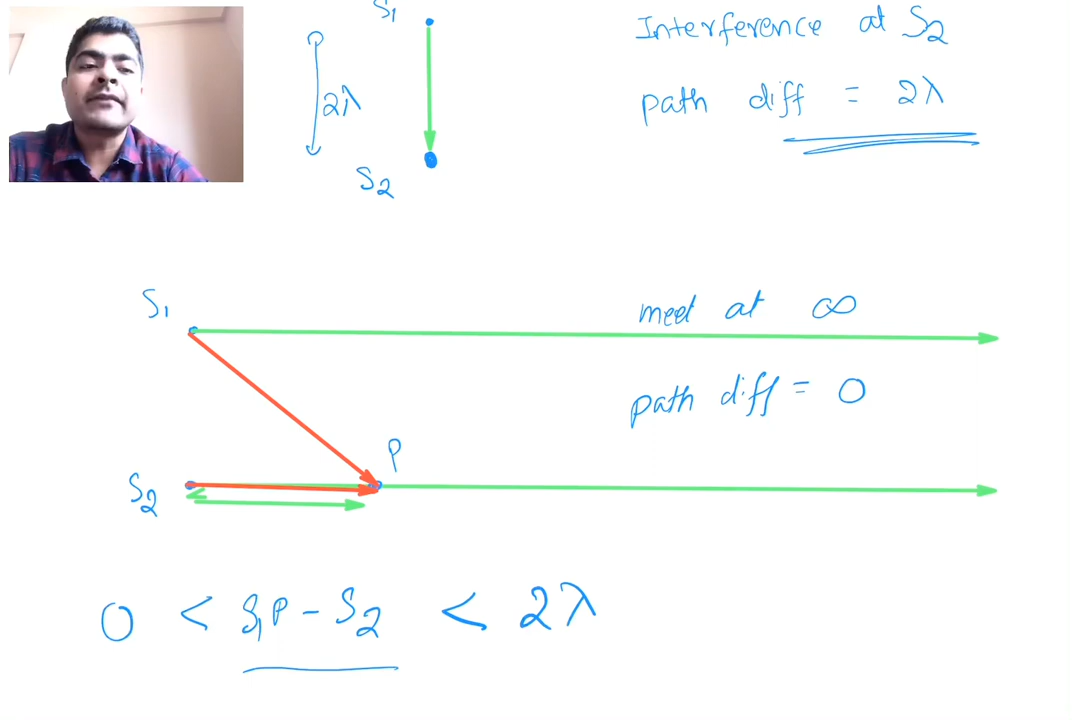 S1
Interference at S2
2λ
path diff = 2λ
S2
S1
meet at ∞
path diff = 0
P
S2
0 < S1P - S2 < 2λ